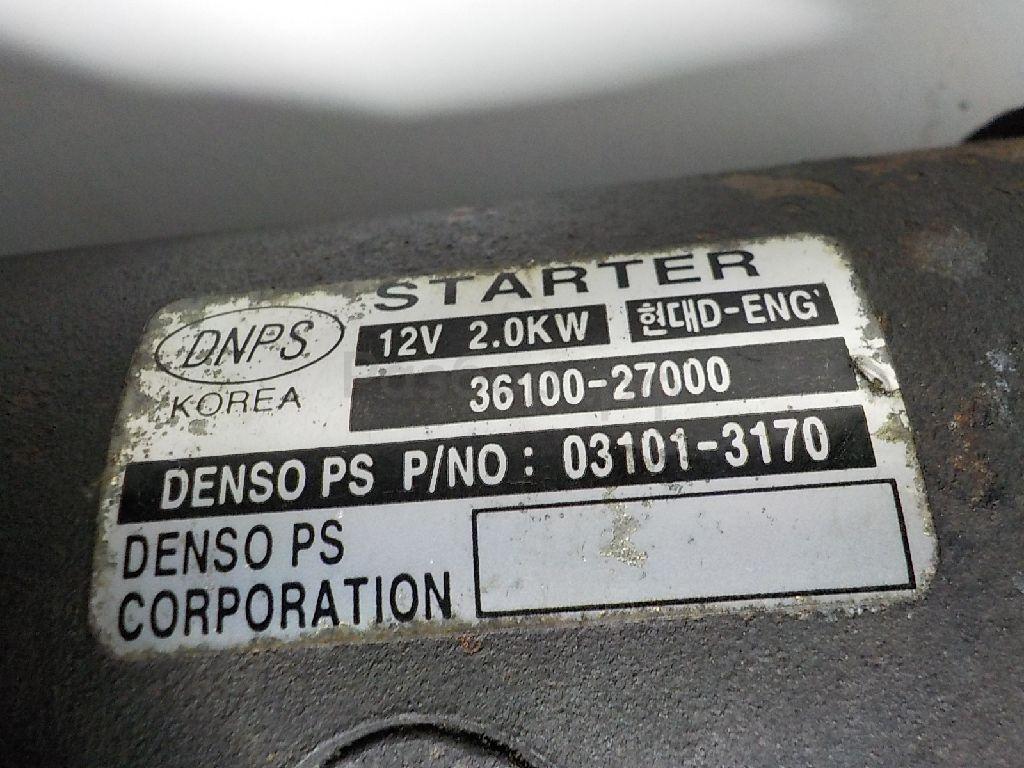 STARTER
DNPS
12V 2.0KW 현대D-ENG'
KOREA
36100-27000
DENSO PS P/NO : 03101-3170
DENSO PS
CORPORATION